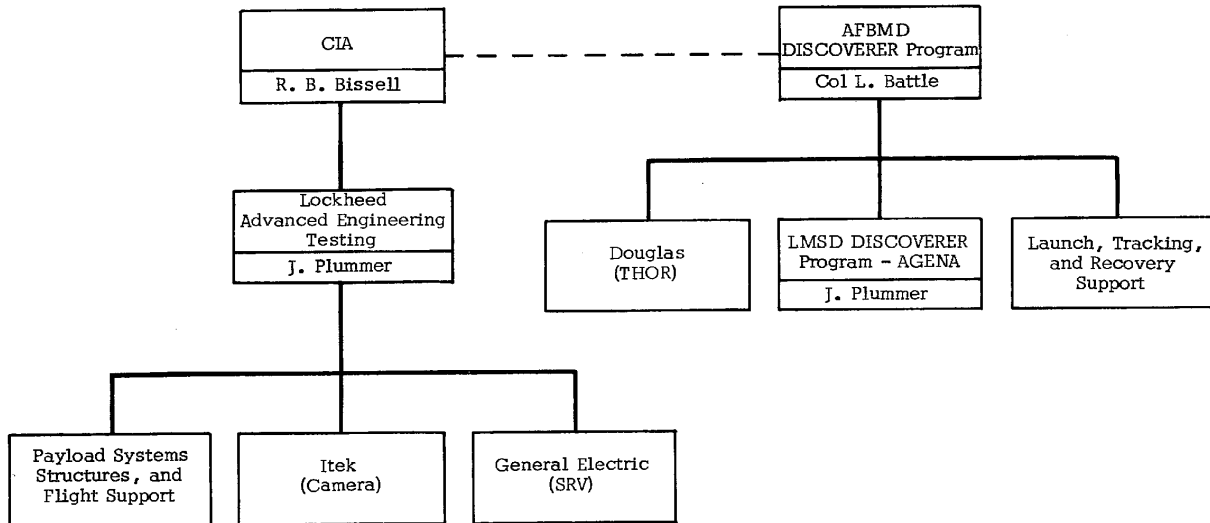 CIA
R. B. Bissell
AFBMD
DISCOVERER Program
Col L. Battle
Lockheed
Advanced Engineering
Testing
J. Plummer
Douglas
(THOR)
LMSD DISCOVERER
Program - AGENA
J. Plummer
Launch, Tracking,
and Recovery
Support
Payload Systems
Structures, and
Flight Support
Itek
(Camera)
General Electric
(SRV)